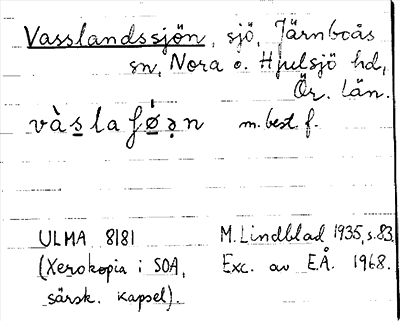 Vasslandssjön, sjö, Järnboås
sn, Nora o. Hjulsjö hd,
Ör. län.
m. best. f.
ULMA 8181 M. Lindblad 1935, s. 83.
(Xerokopia i SOA, Exc. av E.Å. 1968.
särsk. kapsel).